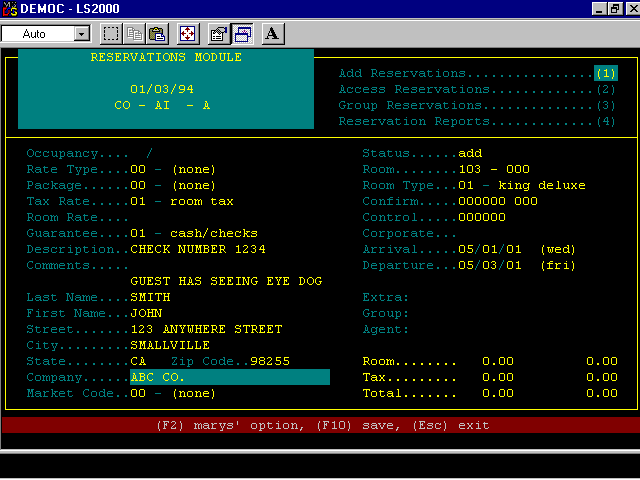 DEMOC - LS2000
Auto
A
RESERVATIONS MODULE
01/03/94
CO - AI - A
Add Reservations...............(1)
Access Reservations............(2)
Group Reservations.............(3)
Reservation Reports............(4)
Occupancy.... /
Rate Type....00 - (none)
Package......00 - (none)
Tax Rate.....01 - room tax
Room Rate....
Guarantee....01 - cash/checks
Description..CHECK NUMBER 1234
Comments.....
GUEST HAS SEEING EYE DOG
Last Name....SMITH
First Name...JOHN
Street.......123 ANYWHERE STREET
City.........SMALLVILLE
State........CA Zip Code..98255
Company......ABC CO.
Market Code..00 - (none)
Status......add
Room........103 - 000
Room Type...01 - king deluxe
Confirm.....000000 000
Control.....000000
Corporate...
Arrival.....05/01/01 (wed)
Departure...05/03/01 (fri)
Extra:
Group:
Agent:
Room........ 0.00 0.00
Tax......... 0.00 0.00
Total....... 0.00 0.00
(F2) marys' option, (F10) save, (Esc) exit